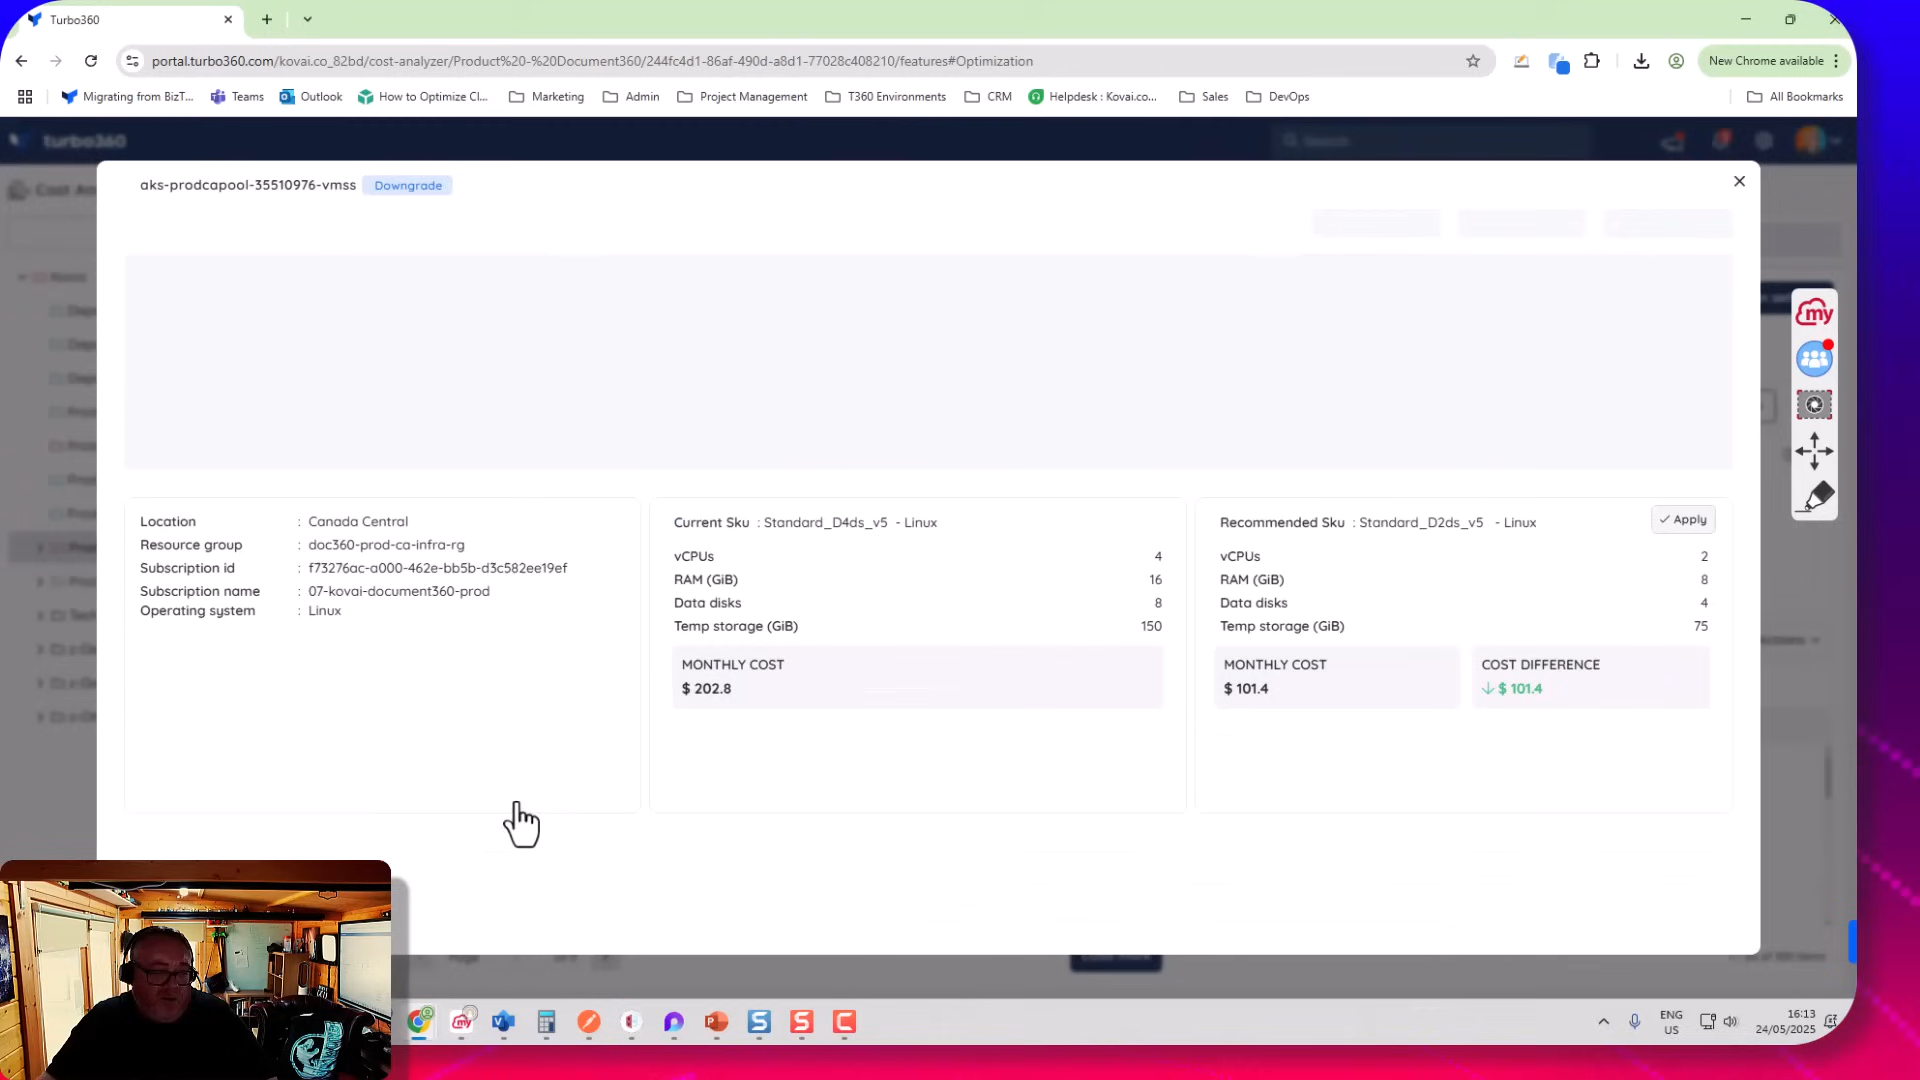 Turbo360
portal.turbo360.com/kovai.co_82bd/cost-analyzer/Product%20-%20Document360/244fc4d1-86af-490d-a8d1-77028c408210/features#Optimization
New Chrome available
Migrating from BizT...
Teams
Outlook
How to Optimize Cl...
Marketing
Admin
Project Management
T360 Environments
CRM
Helpdesk : Kovai.co...
Sales
DevOps
All Bookmarks
turbo360
Search
aks-prodcapool-35510976-vmss Downgrade
Location : Canada Central
Resource group : doc360-prod-ca-infra-rg
Subscription id : f73276ac-a000-462e-bb5b-d3c582ee19ef
Subscription name : 07-kovai-document360-prod
Operating system : Linux
Current Sku : Standard_D4ds_v5 - Linux
vCPUs 4
RAM (GiB) 16
Data disks 8
Temp storage (GiB) 150
MONTHLY COST
$ 202.8
Recommended Sku : Standard_D2ds_v5 - Linux
Apply
vCPUs 2
RAM (GiB) 8
Data disks 4
Temp storage (GiB) 75
MONTHLY COST
$ 101.4
COST DIFFERENCE
$ 101.4
my
ENG
US
16:13
24/05/2025